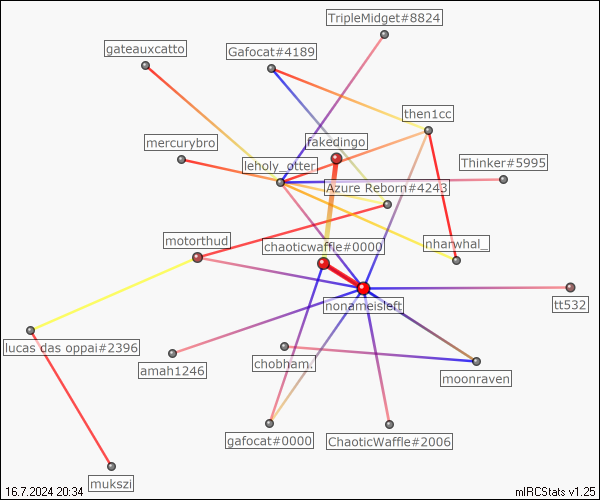 TripleMidget#8824
gateauxcatto
Gafocat#4189
then1cc
mercurybro
fakedingo
leholy_otter
Thinker#5995
Azure Reborn#4243
motorthud
chaoticwaffle#0000
nharwhal_
nonameisleft
tt532
lucas das oppai#2396
amah1246
chobham.
moonraven
gafocat#0000
ChaoticWaffle#2006
mukszi
16.7.2024 20:34
mIRCStats v1.25